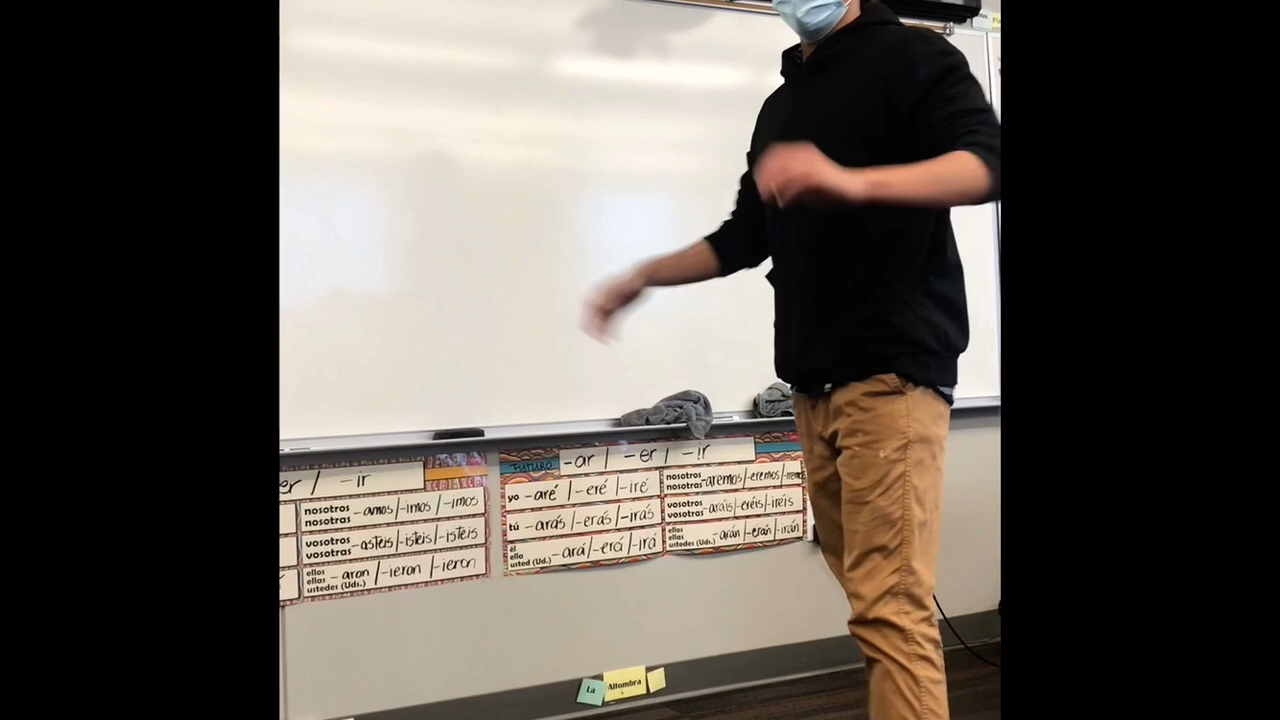 er / -ir
nosotros
nosotras -amos/-imos/-imos
vosotros
vosotras -asteis/-isteis/-isteis
ellos
ellas
ustedes (Uds.) -aron/-ieron/-ieron
FUTURO -ar / -er / -ir
yo -aré/-eré/-iré
tú -arás/-erás/-irás
él
ella
usted (Ud.) -ará/-erá/-irá
nosotros
nosotras -aremos/-eremos/-iremos
vosotros
vosotras -aráis/-eréis/-ireis
ellos
ellas
ustedes (Uds.) -arán/-erán/-irán
La Alfombra